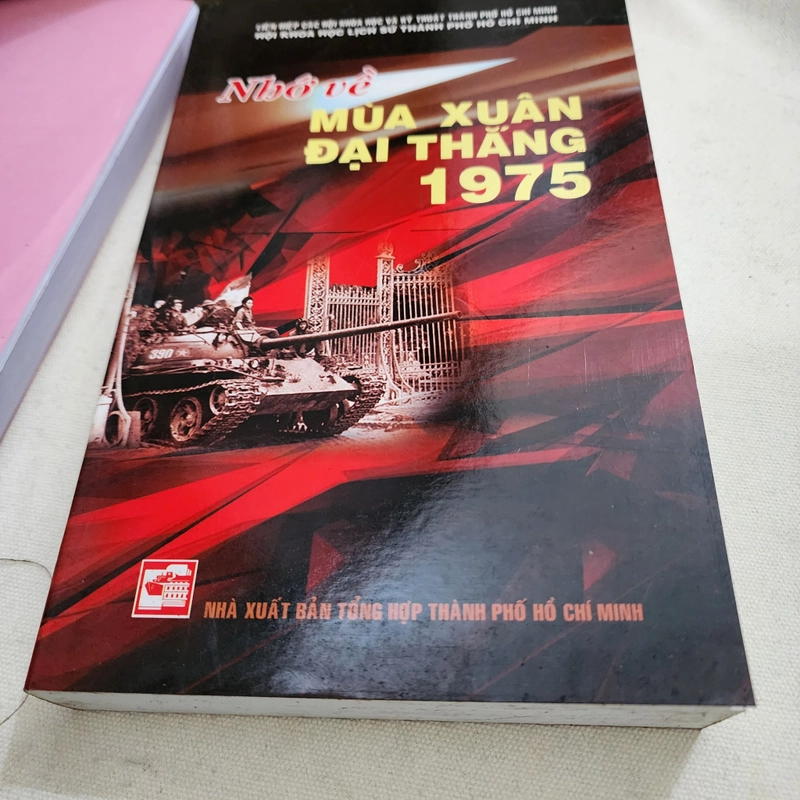 LIÊN HIỆP CÁC HỘI KHOA HỌC VÀ KỸ THUẬT THÀNH PHỐ HỒ CHÍ MINH
HỘI KHOA HỌC LỊCH SỬ THÀNH PHỐ HỒ CHÍ MINH
Nhớ về
MÙA XUÂN
ĐẠI THẮNG
1975
390
NHÀ XUẤT BẢN TỔNG HỢP THÀNH PHỐ HỒ CHÍ MINH